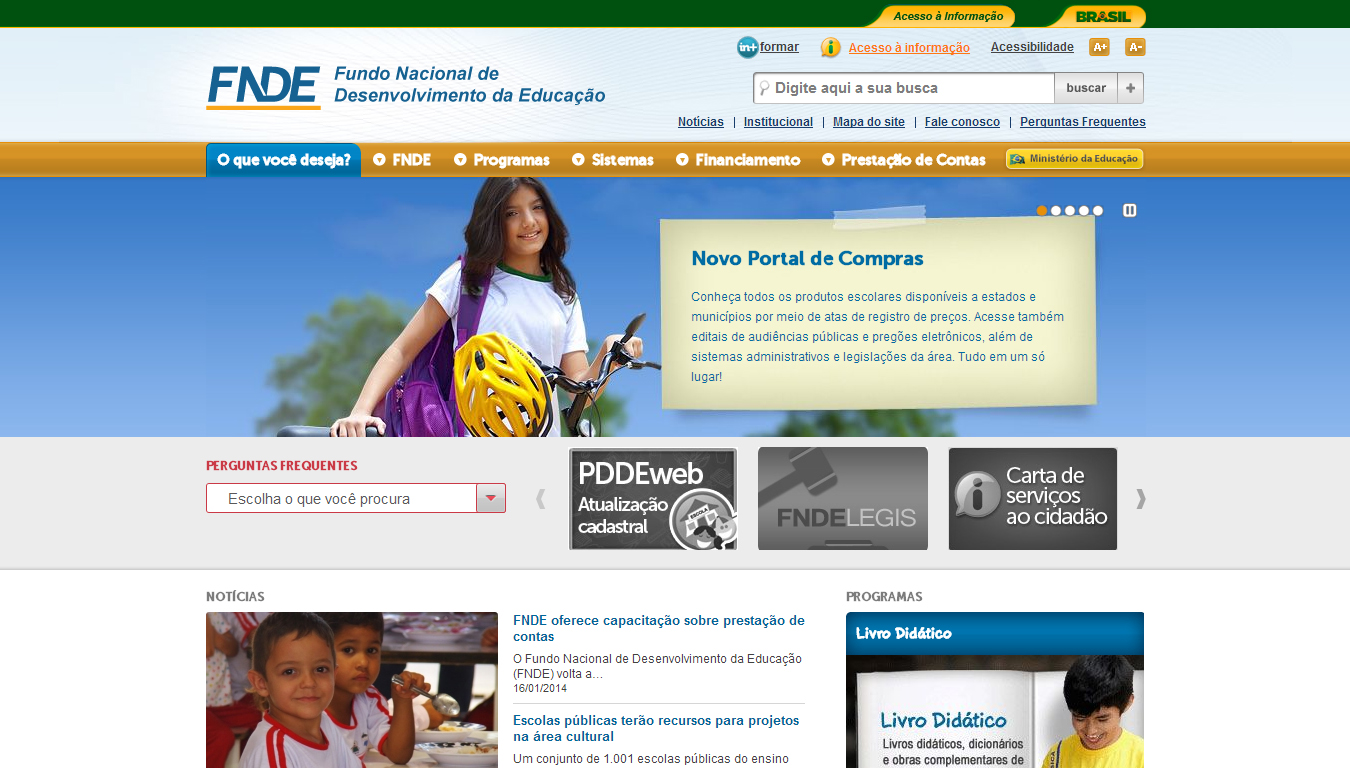 Acesso à Informação
BRASIL
in+ formar
i Acesso à informação
Acessibilidade
A+
A-
FNDE
Fundo Nacional de
Desenvolvimento da Educação
Digite aqui a sua busca
buscar
+
Notícias | Institucional | Mapa do site | Fale conosco | Perguntas Frequentes
O que você deseja?
FNDE
Programas
Sistemas
Financiamento
Prestação de Contas
Ministério da Educação
Novo Portal de Compras
Conheça todos os produtos escolares disponíveis a estados e
municípios por meio de atas de registro de preços. Acesse também
editais de audiências públicas e pregões eletrônicos, além de
sistemas administrativos e legislações da área. Tudo em um só
lugar!
PERGUNTAS FREQUENTES
Escolha o que você procura
PDDEweb
Atualização
cadastral
ESCOLA
FNDELEGIS
i
Carta de
serviços
ao cidadão
NOTÍCIAS
FNDE oferece capacitação sobre prestação de
contas
O Fundo Nacional de Desenvolvimento da Educação
(FNDE) volta a...
16/01/2014
Escolas públicas terão recursos para projetos
na área cultural
Um conjunto de 1.001 escolas públicas do ensino
PROGRAMAS
Livro Didático
Livro Didático
Livros didáticos, dicionários
e obras complementares de